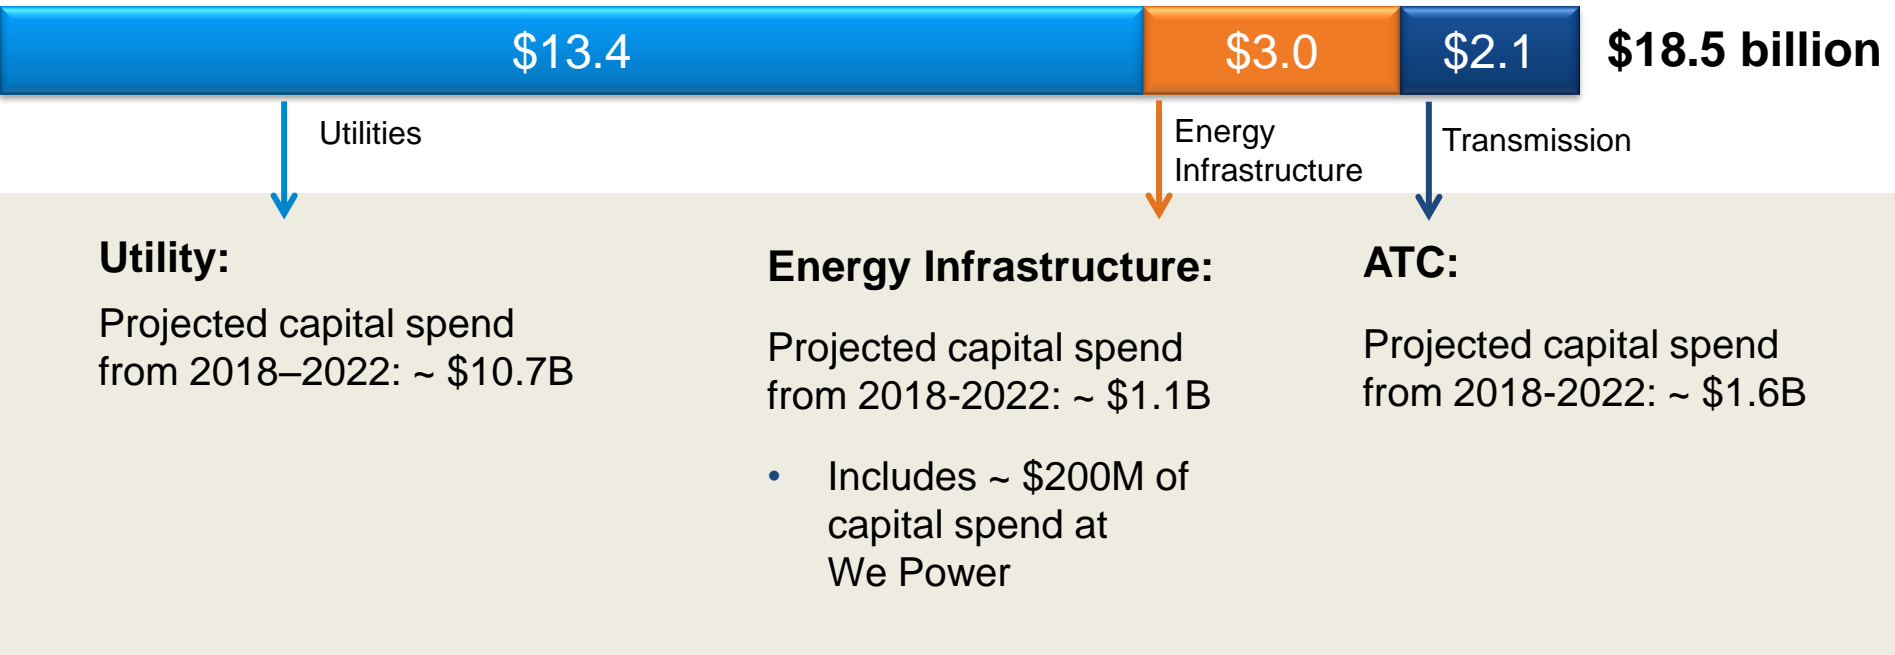 $13.4
$3.0
$2.1
$18.5 billion
Utilities
Energy
Infrastructure
Transmission
Utility:
Projected capital spend
from 2018–2022: ~ $10.7B
Energy Infrastructure:
Projected capital spend
from 2018-2022: ~ $1.1B
• Includes ~ $200M of
capital spend at
We Power
ATC:
Projected capital spend
from 2018-2022: ~ $1.6B